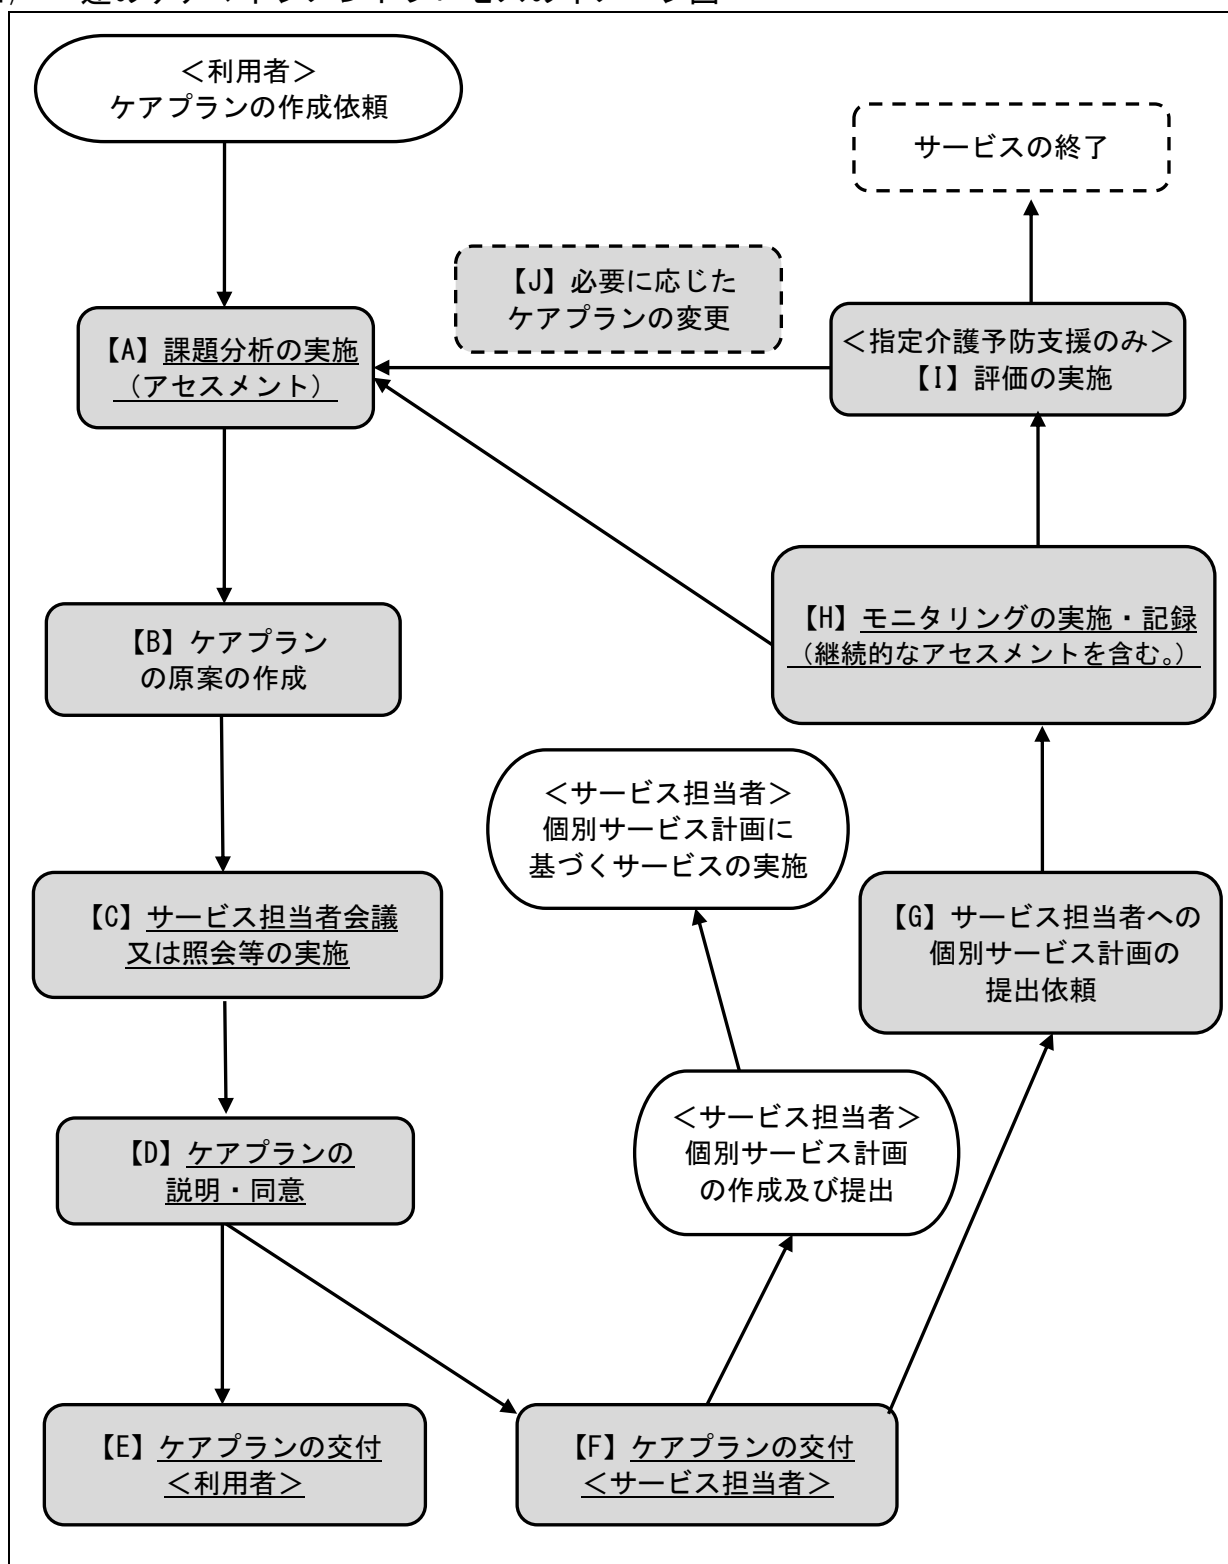 ＜利用者＞
ケアプランの作成依頼
サービスの終了
【J】必要に応じた
ケアプランの変更
【A】課題分析の実施
（アセスメント）
＜指定介護予防支援のみ＞
【I】評価の実施
【B】ケアプラン
の原案の作成
【H】モニタリングの実施・記録
（継続的なアセスメントを含む。）
＜サービス担当者＞
個別サービス計画に
基づくサービスの実施
【C】サービス担当者会議
又は照会等の実施
【G】サービス担当者への
個別サービス計画の
提出依頼
【D】ケアプランの
説明・同意
＜サービス担当者＞
個別サービス計画
の作成及び提出
【E】ケアプランの交付
＜利用者＞
【F】ケアプランの交付
＜サービス担当者＞